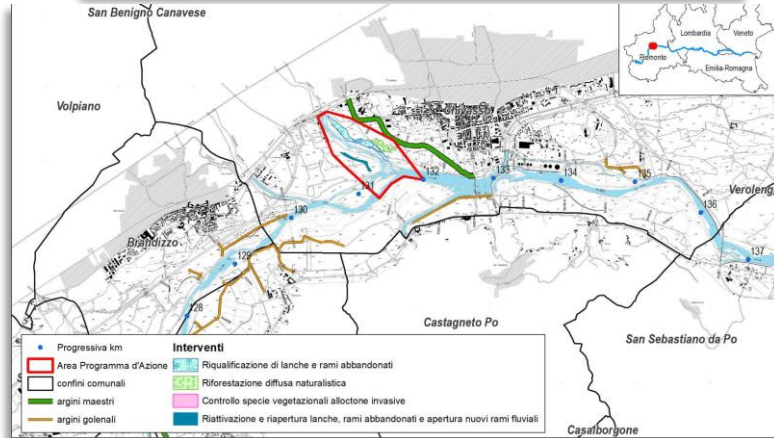 San Benigno Canavese
Lombardia
Veneto
Piemonte
Emilia-Romagna
Volpiano
Chivasso
132
133
134
135
131
Verolengo
130
136
Brandizzo
129
137
128
Castagneto Po
San Sebastiano da Po
Casalborgone
Progressiva km
Area Programma d'Azione
confini comunali
argini maestri
argini golenali
Interventi
Riqualificazione di lanche e rami abbandonati
Riforestazione diffusa naturalistica
Controllo specie vegetazionali alloctone invasive
Riattivazione e riapertura lanche, rami abbandonati e apertura nuovi rami fluviali